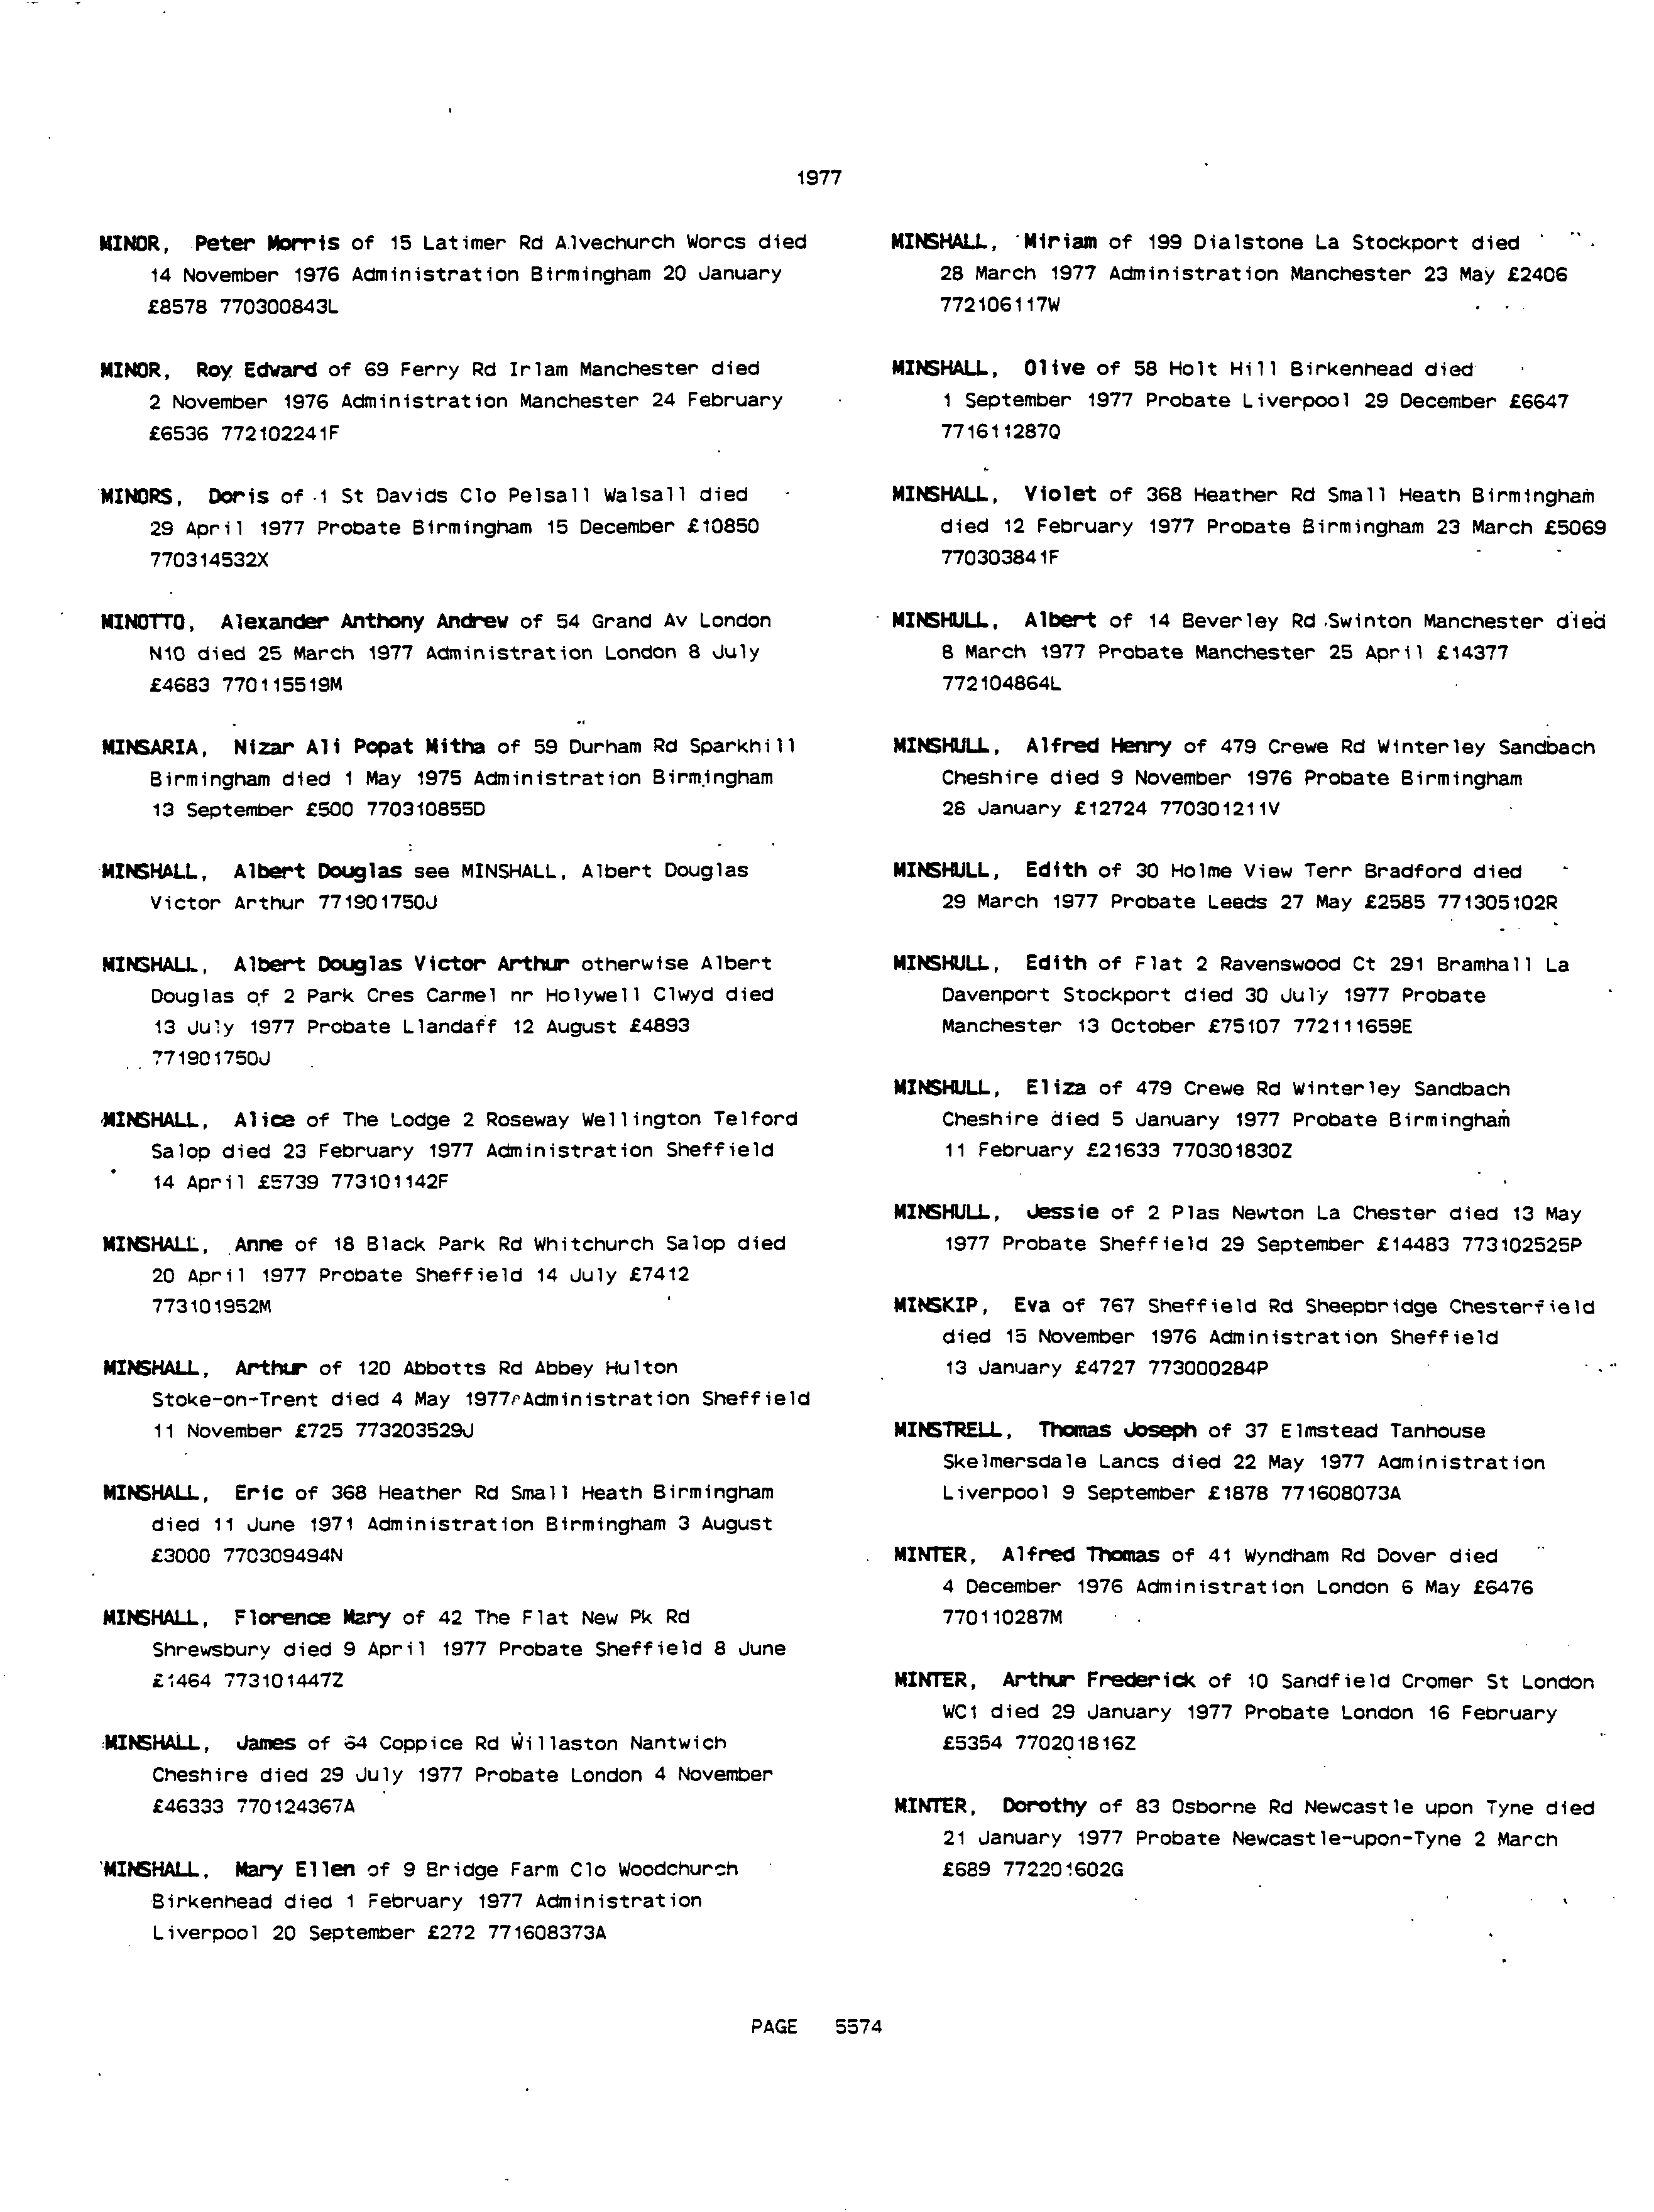 1977
MINOR, Peter Morris of 15 Latimer Rd Alvechurch Worcs died
14 November 1976 Administration Birmingham 20 January
£8578 770300843L
MINOR, Roy Edward of 69 Ferry Rd Irlam Manchester died
2 November 1976 Administration Manchester 24 February
£6536 772102241F
MINORS, Doris of 1 St Davids Clo Pelsall Walsall died
29 April 1977 Probate Birmingham 15 December £10850
770314532X
MINOTTO, Alexander Anthony Andrew of 54 Grand Av London
N10 died 25 March 1977 Administration London 8 July
£4683 770115519M
MINSARIA, Nizar Ali Popat Mitha of 59 Durham Rd Sparkhill
Birmingham died 1 May 1975 Administration Birmingham
13 September £500 770310855D
MINSHALL, Albert Douglas see MINSHALL, Albert Douglas
Victor Arthur 771901750J
MINSHALL, Albert Douglas Victor Arthur otherwise Albert
Douglas of 2 Park Cres Carmel nr Holywell Clwyd died
13 July 1977 Probate Llandaff 12 August £4893
771901750J
MINSHALL, Alice of The Lodge 2 Roseway Wellington Telford
Salop died 23 February 1977 Administration Sheffield
14 April £5739 773101142F
MINSHALL, Anne of 18 Black Park Rd Whitchurch Salop died
20 April 1977 Probate Sheffield 14 July £7412
773101952M
MINSHALL, Arthur of 120 Abbotts Rd Abbey Hulton
Stoke-on-Trent died 4 May 1977 Administration Sheffield
11 November £725 773203529J
MINSHALL, Eric of 368 Heather Rd Small Heath Birmingham
died 11 June 1971 Administration Birmingham 3 August
£3000 770309494N
MINSHALL, Florence Mary of 42 The Flat New Pk Rd
Shrewsbury died 9 April 1977 Probate Sheffield 8 June
£1464 773101447Z
MINSHALL, James of 64 Coppice Rd Willaston Nantwich
Cheshire died 29 July 1977 Probate London 4 November
£46333 770124367A
MINSHALL, Mary Ellen of 9 Bridge Farm Clo Woodchurch
Birkenhead died 1 February 1977 Administration
Liverpool 20 September £272 771608373A
MINSHALL, Miriam of 199 Dialstone La Stockport died
28 March 1977 Administration Manchester 23 May £2406
772106117W
MINSHALL, Olive of 58 Holt Hill Birkenhead died
1 September 1977 Probate Liverpool 29 December £6647
771611287Q
MINSHALL, Violet of 368 Heather Rd Small Heath Birmingham
died 12 February 1977 Probate Birmingham 23 March £5069
770303841F
MINSHULL, Albert of 14 Beverley Rd Swinton Manchester died
8 March 1977 Probate Manchester 25 April £14377
772104864L
MINSHULL, Alfred Henry of 479 Crewe Rd Winterley Sandbach
Cheshire died 9 November 1976 Probate Birmingham
28 January £12724 770301211V
MINSHULL, Edith of 30 Holme View Terr Bradford died
29 March 1977 Probate Leeds 27 May £2585 771305102R
MINSHULL, Edith of Flat 2 Ravenswood Ct 291 Bramhall La
Davenport Stockport died 30 July 1977 Probate
Manchester 13 October £75107 772111659E
MINSHULL, Eliza of 479 Crewe Rd Winterley Sandbach
Cheshire died 5 January 1977 Probate Birmingham
11 February £21633 770301830Z
MINSHULL, Jessie of 2 Plas Newton La Chester died 13 May
1977 Probate Sheffield 29 September £14483 773102525P
MINSKIP, Eva of 767 Sheffield Rd Sheepbridge Chesterfield
died 15 November 1976 Administration Sheffield
13 January £4727 773000284P
MINSTRELL, Thomas Joseph of 37 Elmstead Tanhouse
Skelmersdale Lancs died 22 May 1977 Administration
Liverpool 9 September £1878 771608073A
MINTER, Alfred Thomas of 41 Wyndham Rd Dover died
4 December 1976 Administration London 6 May £6476
770110287M
MINTER, Arthur Frederick of 10 Sandfield Cromer St London
WC1 died 29 January 1977 Probate London 16 February
£5354 770201816Z
MINTER, Dorothy of 83 Osborne Rd Newcastle upon Tyne died
21 January 1977 Probate Newcastle-upon-Tyne 2 March
£689 772201602G
PAGE 5574